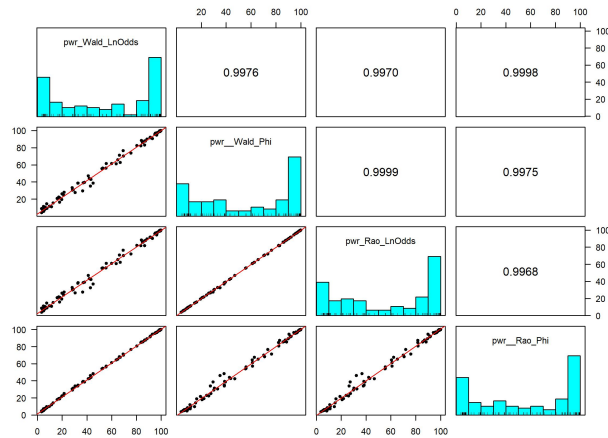 20 40 60 80 100
20 40 60 80 100
pwr_Wald_LnOdds
0.9976
0.9970
0.9998
0 20 40 60 80 100
20 40 60 80 100
pwr__Wald_Phi
0.9999
0.9975
pwr_Rao_LnOdds
0.9968
0 20 40 60 80 100
0 20 40 60 80 100
pwr__Rao_Phi
0 20 40 60 80 100
0 20 40 60 80 100